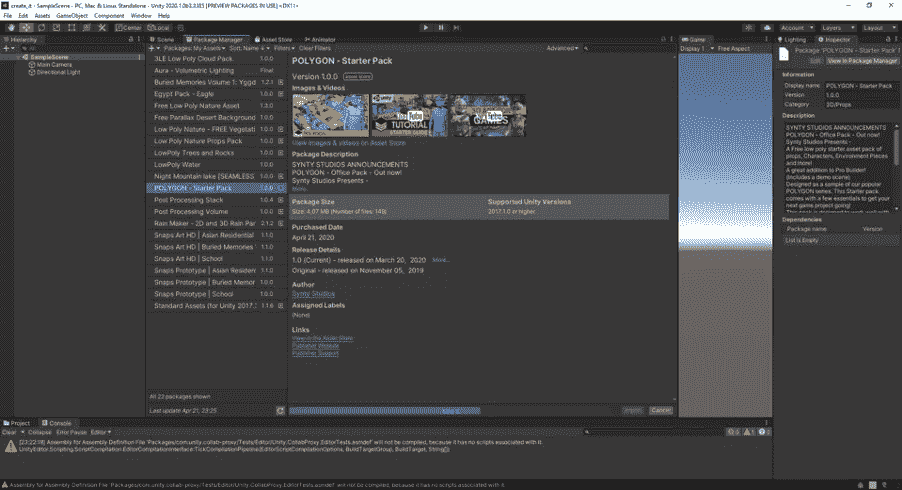 create_it - SampleScene - PC, Mac & Linux Standalone - Unity 2020.1.0b3.3385 [PREVIEW PACKAGES IN USE] - <DX11>
File Edit Assets GameObject Component Window Help
Center Local
Account Layers Layout
Hierarchy
All
SampleScene
Main Camera
Directional Light
Scene Package Manager Asset Store Animator
Packages: My Assets Sort: Name Filters Clear Filters Advanced
3LE Low Poly Cloud Pack 1.0.0
Aura - Volumetric Lighting Final
Buried Memories Volume 1: Yggd 1.2.1
Egypt Pack - Eagle 1.0.0
Free Low Poly Nature Asset 1.0.0
Free Parallax Desert Background 1.0.0
Low Poly Nature - FREE Vegetati 1.0.0
Low Poly Nature Props Pack 1.0.0
LowPoly Trees and Rocks 1.0.0
LowPoly Water 1.0.0
Night Mountain lake [SEAMLESS 1.0.0
POLYGON - Starter Pack 1.0.0
Post Processing Stack 1.0.4
Post Processing Volume 1.0.0
Rain Maker - 2D and 3D Rain Par 2.1.2
Snaps Art HD | Asian Residential 1.1.0
Snaps Art HD | Buried Memories 1.1.0
Snaps Art HD | School 1.1.0
Snaps Prototype | Asian Residen 1.1.0
Snaps Prototype | Buried Memor 1.0.0
Snaps Prototype | School 1.0.0
Standard Assets (for Unity 2017. 1.1.6
All 22 packages shown
Last update Apr 21, 23:25
POLYGON - Starter Pack
Version 1.0.0 asset store
Images & Videos
YouTube
TUTORIAL
STARTER GUIDE
YouTube
GAMES
View images & videos on Asset Store
Package Description
SYNTY STUDIOS ANNOUNCEMENTS
POLYGON - Office Pack - Out now!
Synty Studios Presents -
More...
Package Size Supported Unity Versions
Size: 4.07 MB (Number of files: 149) 2017.1.0 or higher
Purchased Date
April 21, 2020
Release Details
1.0 (Current) - released on March 20, 2020 More...
Original - released on November 05, 2019
Author
Synty Studios
Assigned Labels
(None)
Links
View in the Asset Store
Publisher Website
Publisher Support
Import Cancel
Game
Display 1 Free Aspect
Lighting Inspector
Package 'POLYGON - Starter Pack'
Edit View in Package Manager
Information
Display name POLYGON - Starter Pack
Version 1.0.0
Category 3D/Props
Description
SYNTY STUDIOS ANNOUNCEMENTS
POLYGON - Office Pack - Out now!
Synty Studios Presents -
A Free low poly starter asset pack of
props, Characters, Environment Pieces
and more!
A great addition to Pro Builder!
(Includes a demo scene)
Designed as a sample of our popular
POLYGON series. This Starter pack
comes with a few essentials to get your
next game project going!
Dependencies
Package name Version
List is Empty
Project Console
Clear Collapse Error Pause Editor
[23:22:19] Assembly for Assembly Definition File 'Packages/com.unity.collab-proxy/Tests/Editor/Unity.CollabProxy.EditorTests.asmdef' will not be compiled, because it has no scripts associated with it.
UnityEditor.Scripting.ScriptCompilation.EditorCompilationInterface:TickCompilationPipeline(EditorScriptCompilationOptions, BuildTargetGroup, BuildTarget, String[])
Assembly for Assembly Definition File 'Packages/com.unity.collab-proxy/Tests/Editor/Unity.CollabProxy.EditorTests.asmdef' will not be compiled, because it has no scripts associated with it.